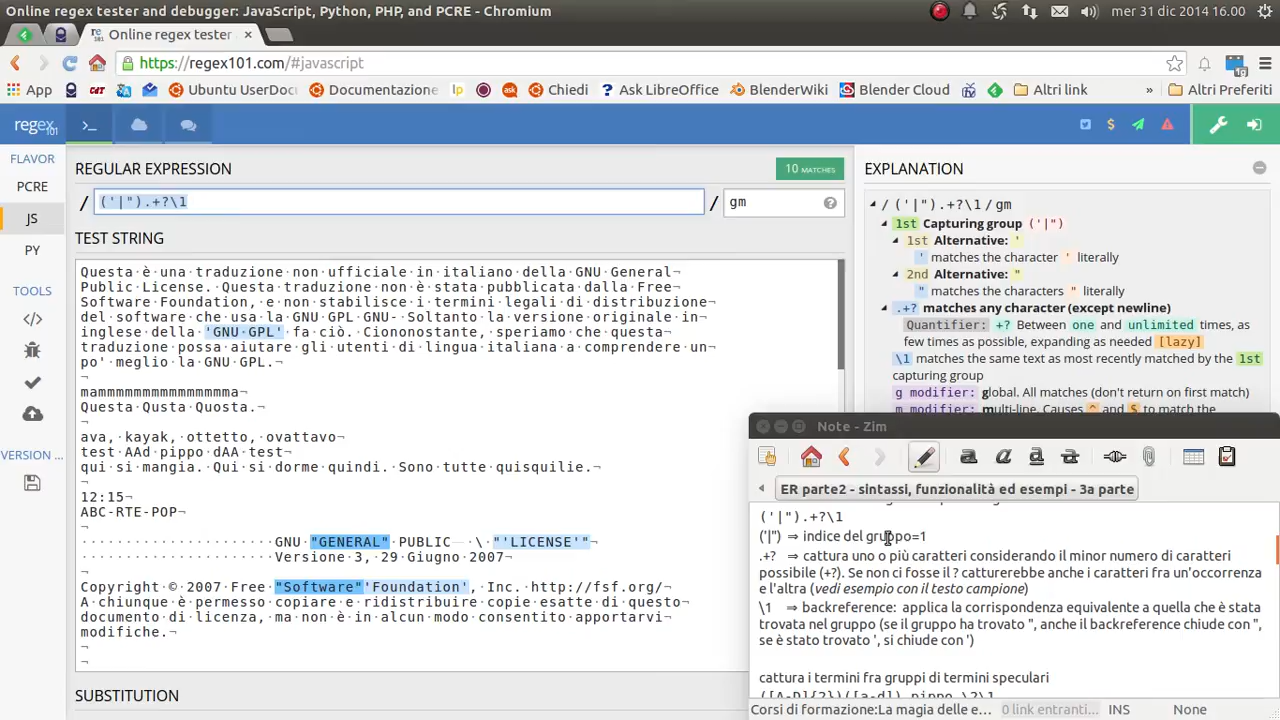 Online regex tester and debugger: JavaScript, Python, PHP, and PCRE - Chromium
mer 31 dic 2014 16.00
Online regex tester ×
https://regex101.com/#javascript
App
Ubuntu UserDoc
Documentazione
Chiedi
Ask LibreOffice
BlenderWiki
Blender Cloud
Altri link
»
Altri Preferiti
regex
101
>_
$
FLAVOR
PCRE
JS
PY
TOOLS
</>
VERSION ...
REGULAR EXPRESSION
10 MATCHES
/ ('|").+?\1 / gm
TEST STRING
Questa·è·una·traduzione·non·ufficiale·in·italiano·della·GNU·General¬
Public·License.·Questa·traduzione·non·è·stata·pubblicata·dalla·Free¬
Software·Foundation,·e·non·stabilisce·i·termini·legali·di·distribuzione¬
del·software·che·usa·la·GNU·GPL·GNU-·Soltanto·la·versione·originale·in¬
inglese·della·'GNU·GPL'·fa·ciò.·Ciononostante,·speriamo·che·questa¬
traduzione·possa·aiutare·gli·utenti·di·lingua·italiana·a·comprendere·un¬
po'·meglio·la·GNU·GPL.¬
¬
mammmmmmmmmmmmmmma¬
Questa·Qusta·Quosta.¬
¬
ava,·kayak,·ottetto,·ovattavo¬
test·AAd·pippo·dAA·test¬
qui·si·mangia.·Qui·si·dorme·quindi.·Sono·tutte·quisquilie.¬
¬
12:15¬
ABC-RTE-POP¬
¬
GNU·"GENERAL"·PUBLIC—·\·"'LICENSE'"¬
Versione·3,·29·Giugno·2007¬
¬
Copyright·©·2007·Free·"Software"'Foundation',·Inc.·http://fsf.org/¬
A·chiunque·è·permesso·copiare·e·ridistribuire·copie·esatte·di·questo¬
documento·di·licenza,·ma·non·è·in·alcun·modo·consentito·apportarvi¬
modifiche.¬
¬
¬
SUBSTITUTION
EXPLANATION
/ ('|").+?\1 / gm
1st Capturing group ('|")
1st Alternative: '
' matches the character ' literally
2nd Alternative: "
" matches the characters " literally
.+? matches any character (except newline)
Quantifier: +? Between one and unlimited times, as
few times as possible, expanding as needed [lazy]
\1 matches the same text as most recently matched by the 1st
capturing group
g modifier: global. All matches (don't return on first match)
m modifier: multi-line. Causes ^ and $ to match the
Note - Zim
ER parte2 - sintassi, funzionalità ed esempi - 3a parte
('|").+?\1
('|") ⇒ indice del gruppo=1
.+? ⇒ cattura uno o più caratteri considerando il minor numero di caratteri
possibile (+?). Se non ci fosse il ? catturerebbe anche i caratteri fra un'occorrenza
e l'altra (vedi esempio con il testo campione)
\1 ⇒ backreference: applica la corrispondenza equivalente a quella che è stata
trovata nel gruppo (se il gruppo ha trovato ", anche il backreference chiude con ",
se è stato trovato ', si chiude con ')
cattura i termini fra gruppi di termini speculari
Corsi di formazione:La magia delle e...
0 link entranti...
INS
None